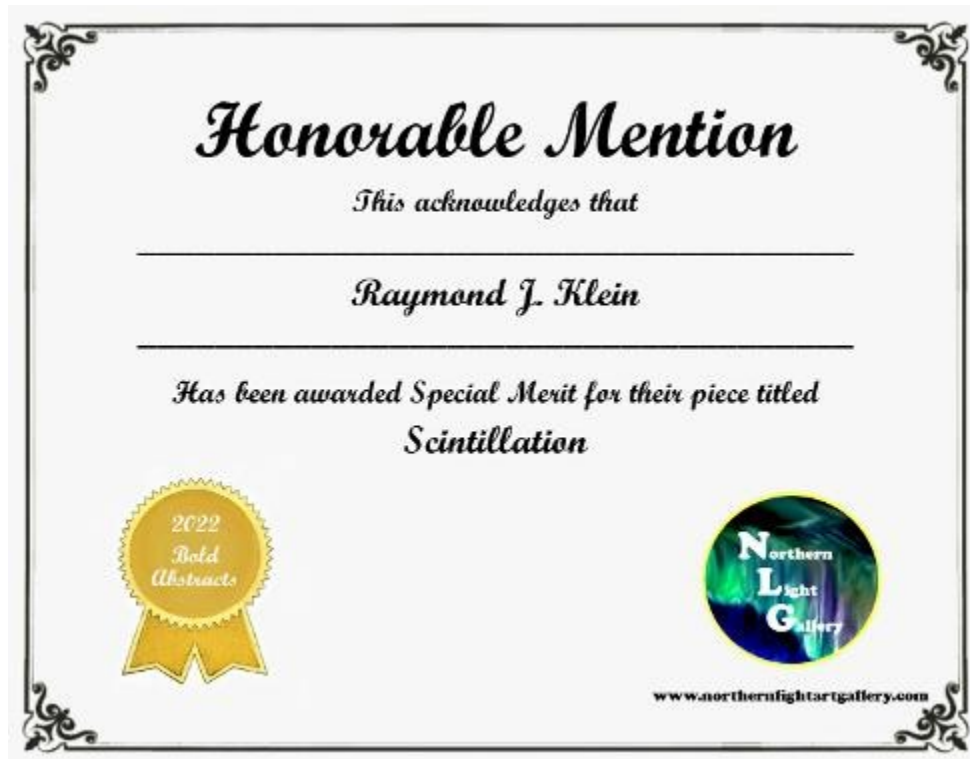 Honorable Mention
This acknowledges that
Raymond J. Klein
Has been awarded Special Merit for their piece titled
Scintillation
2022
Bold
Abstracts
Northern
Light
Gallery
www.northernlightartgallery.com